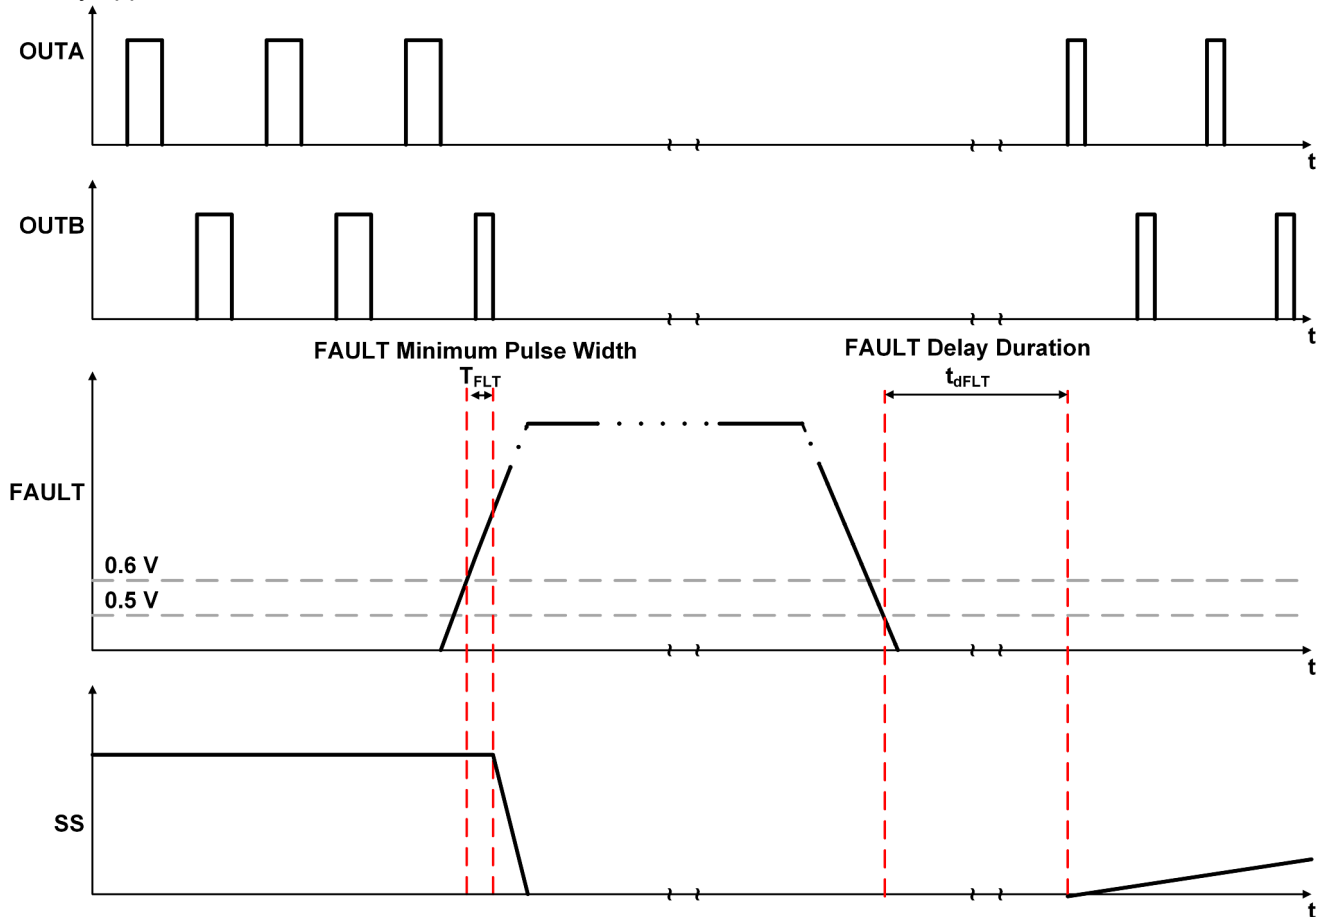 OUTA
t
OUTB
t
FAULT Minimum Pulse Width
FAULT Delay Duration
TFLT
tdFLT
FAULT
0.6 V
0.5 V
t
SS
t